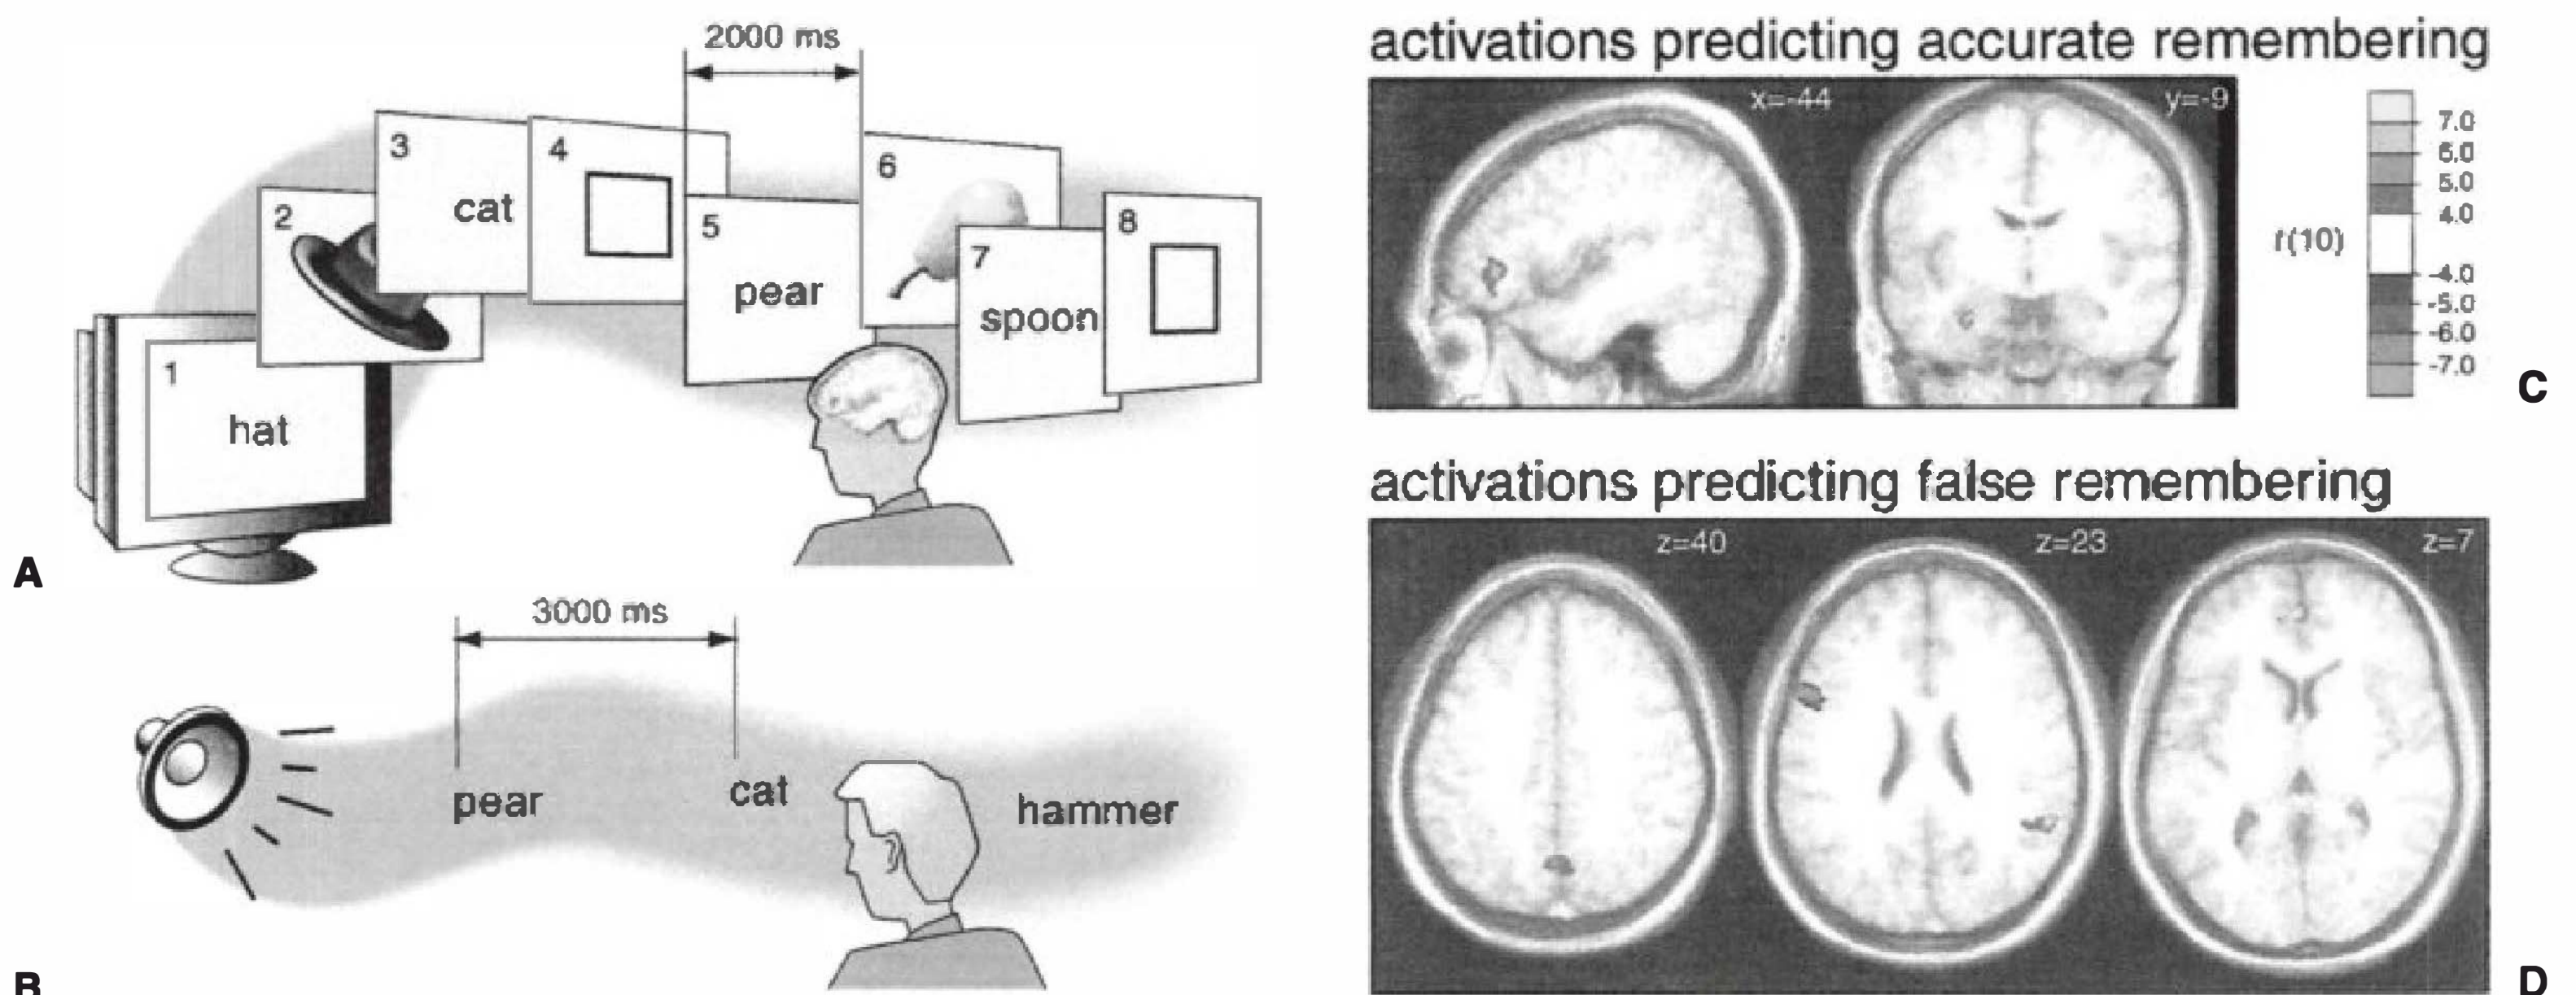 2000 ms
1
hat
2
3
cat
4
5
pear
6
7
spoon
8
A
3000 ms
pear
cat
hammer
B
activations predicting accurate remembering
x=-44
y=-9
t(10)
7.0
6.0
5.0
4.0
-4.0
-5.0
-6.0
-7.0
C
activations predicting false remembering
z=40
z=23
z=7
D